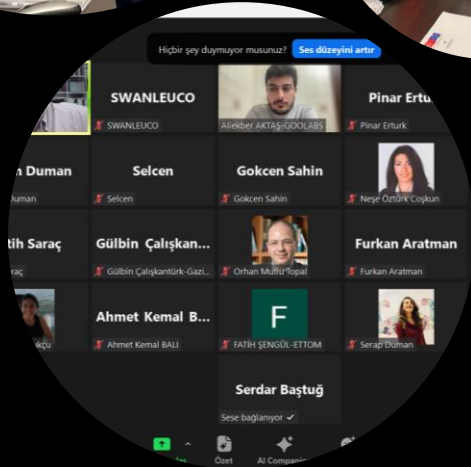 Hiçbir şey duymuyor musunuz? Ses düzeyini artır
SWANLEUCO
SWANLEUCO
Aliekber AKTAŞ-GOOLABS
Pinar Ertu
Pinar Erturk
n Duman
Duman
Selcen
Selcen
Gokcen Sahin
Gokcen Sahin
Neşe Öztürk Coşkun
tih Saraç
raç
Gülbin Çalışkan...
Gülbin Çalışkantürk-Gazi...
Orhan Mutlu Topal
Furkan Aratman
Furkan Aratman
Ahmet Kemal B...
Ahmet Kemal BALI
F
FATİH ŞENGÜL-ETTOM
Serap Duman
Serdar Baştuğ
Sese bağlanıyor
Özet
AI Companion